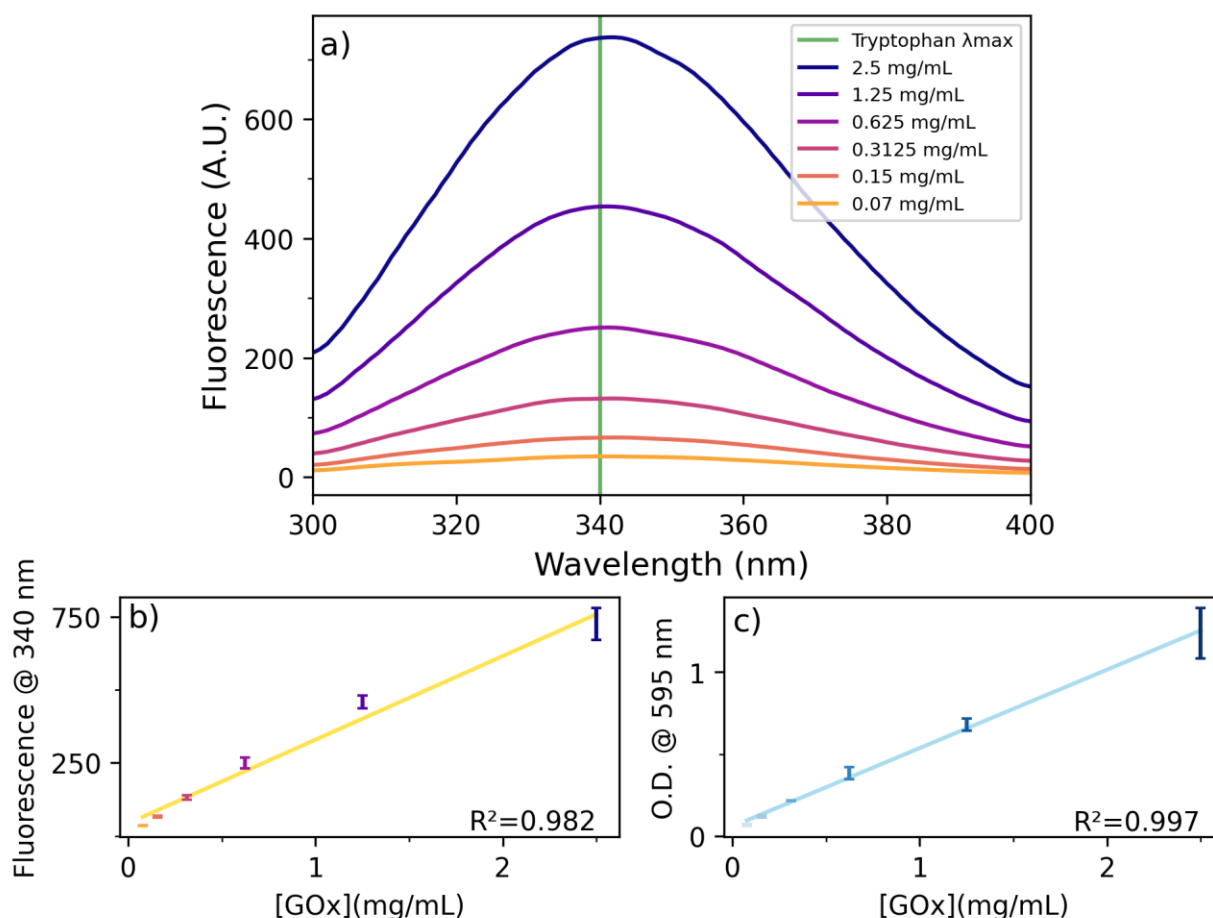 a)
Tryptophan λmax
2.5 mg/mL
1.25 mg/mL
0.625 mg/mL
0.3125 mg/mL
0.15 mg/mL
0.07 mg/mL
Fluorescence (A.U.)
600
400
200
0
300 320 340 360 380 400
Wavelength (nm)
b)
Fluorescence @ 340 nm
750
250
R²=0.982
0 1 2
[GOx](mg/mL)
c)
O.D. @ 595 nm
1
0
R²=0.997
0 1 2
[GOx](mg/mL)